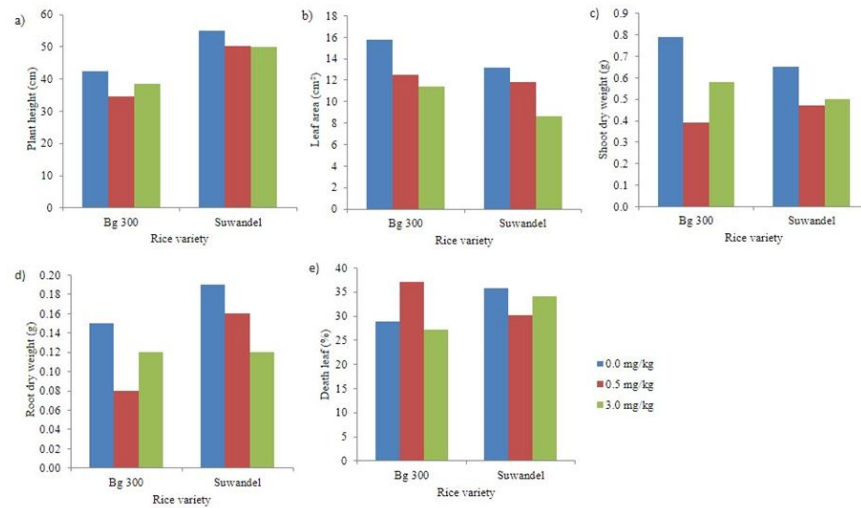 a)
Plant height (cm)
60
50
40
30
20
10
0
Bg 300 Suwandel
Rice variety
b)
Leaf area (cm²)
18
16
14
12
10
8
6
4
2
0
Bg 300 Suwandel
Rice variety
c)
Shoot dry weight (g)
0.9
0.8
0.7
0.6
0.5
0.4
0.3
0.2
0.1
0.0
Bg 300 Suwandel
Rice variety
d)
Root dry weight (g)
0.20
0.18
0.16
0.14
0.12
0.10
0.08
0.06
0.04
0.02
0.00
Bg 300 Suwandel
Rice variety
e)
Death leaf (%)
40
35
30
25
20
15
10
5
0
Bg 300 Suwandel
Rice variety
0.0 mg/kg
0.5 mg/kg
3.0 mg/kg